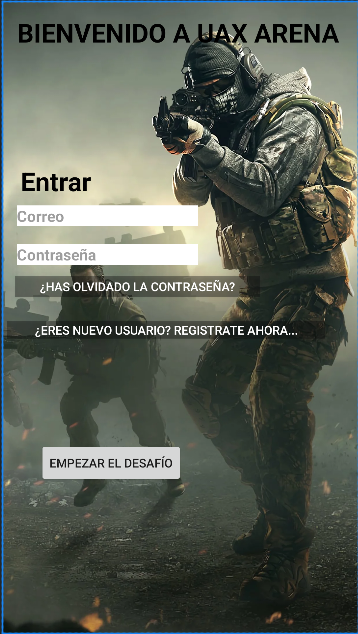 BIENVENIDO A UAX ARENA
Entrar
Correo
Contraseña
¿HAS OLVIDADO LA CONTRASEÑA?
¿ERES NUEVO USUARIO? REGISTRATE AHORA...
EMPEZAR EL DESAFÍO